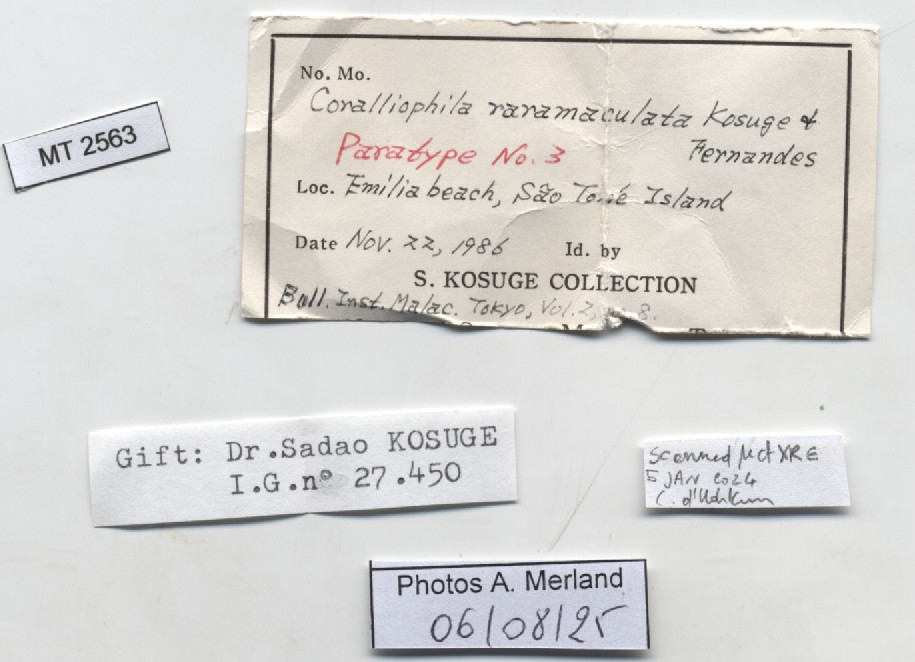 MT 2563
No. Mo.
Coralliophila raramaculata Kosuge &
Fernandes
Paratype No. 3
Loc. Emilia beach, São Tomé Island
Date Nov. 22, 1986 Id. by
S. KOSUGE COLLECTION
Bull. Inst. Malac. Tokyo, Vol. 2, 8.
Gift: Dr.Sadao KOSUGE
I.G.n° 27.450
Scanned µct XRE
5 JAN 2024
Photos A. Merland
06/08/25